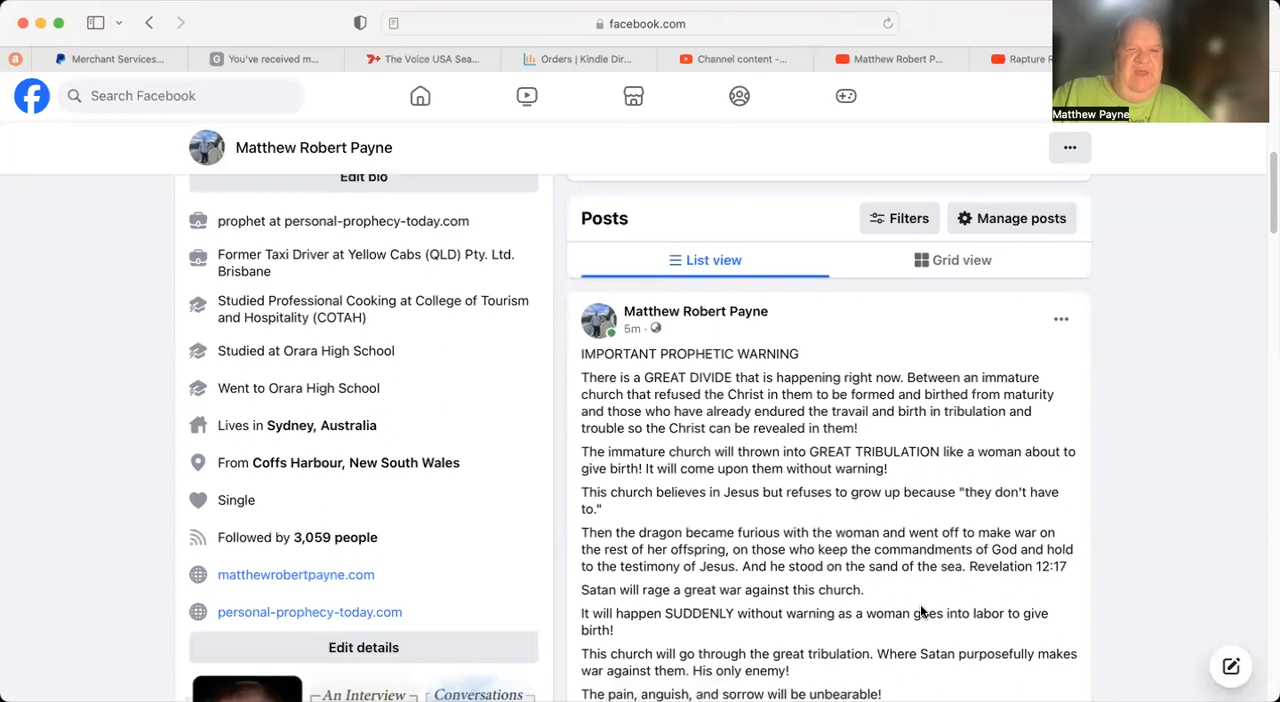 facebook.com
Merchant Services...
G You've received m...
The Voice USA Sea...
Orders | Kindle Dir...
Channel content -...
Matthew Robert P...
Rapture R
Matthew Payne
Search Facebook
Matthew Robert Payne
Edit bio
prophet at personal-prophecy-today.com
Former Taxi Driver at Yellow Cabs (QLD) Pty. Ltd.
Brisbane
Studied Professional Cooking at College of Tourism
and Hospitality (COTAH)
Studied at Orara High School
Went to Orara High School
Lives in Sydney, Australia
From Coffs Harbour, New South Wales
Single
Followed by 3,059 people
matthewrobertpayne.com
personal-prophecy-today.com
Edit details
An Interview
Conversations
Posts
Filters
Manage posts
List view
Grid view
Matthew Robert Payne
5m
IMPORTANT PROPHETIC WARNING
There is a GREAT DIVIDE that is happening right now. Between an immature
church that refused the Christ in them to be formed and birthed from maturity
and those who have already endured the travail and birth in tribulation and
trouble so the Christ can be revealed in them!
The immature church will thrown into GREAT TRIBULATION like a woman about to
give birth! It will come upon them without warning!
This church believes in Jesus but refuses to grow up because "they don't have
to."
Then the dragon became furious with the woman and went off to make war on
the rest of her offspring, on those who keep the commandments of God and hold
to the testimony of Jesus. And he stood on the sand of the sea. Revelation 12:17
Satan will rage a great war against this church.
It will happen SUDDENLY without warning as a woman goes into labor to give
birth!
This church will go through the great tribulation. Where Satan purposefully makes
war against them. His only enemy!
The pain, anguish, and sorrow will be unbearable!